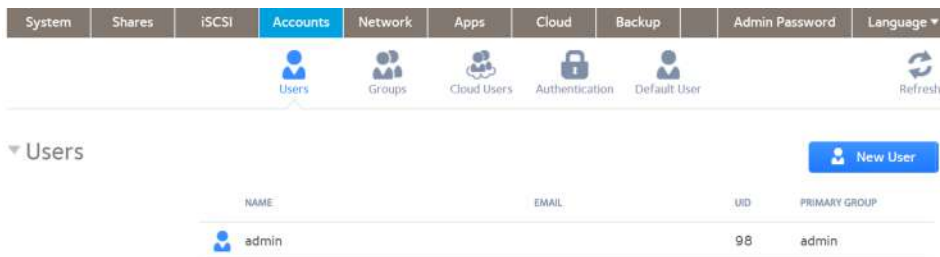 System Shares iSCSI Accounts Network Apps Cloud Backup Admin Password Language
Users Groups Cloud Users Authentication Default User Refresh
Users New User
NAME EMAIL UID PRIMARY GROUP
admin 98 admin